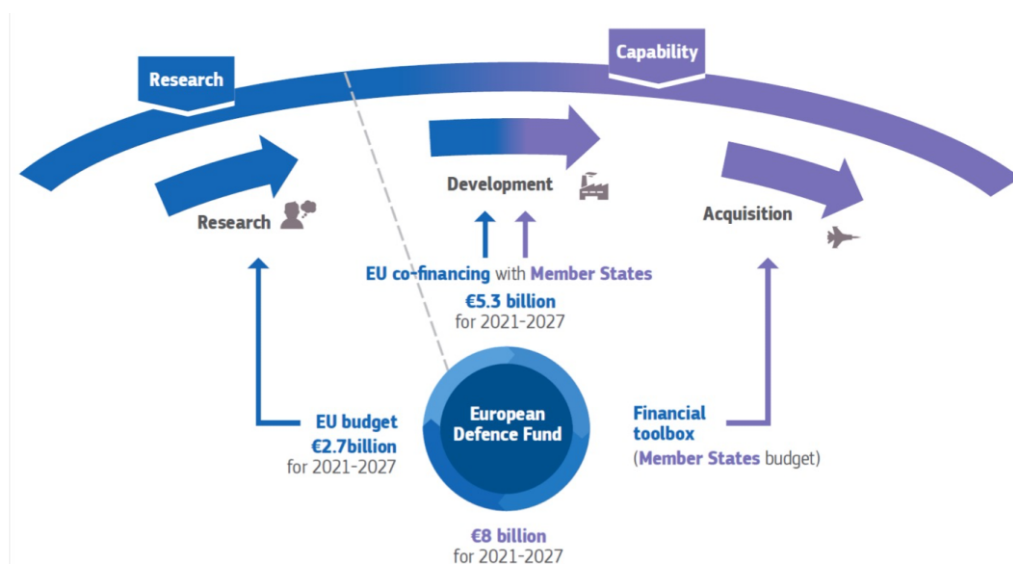 Research
Capability
Research
Development
Acquisition
EU co-financing with Member States
€5.3 billion
for 2021-2027
EU budget
€2.7billion
for 2021-2027
European
Defence Fund
Financial
toolbox
(Member States budget)
€8 billion
for 2021-2027